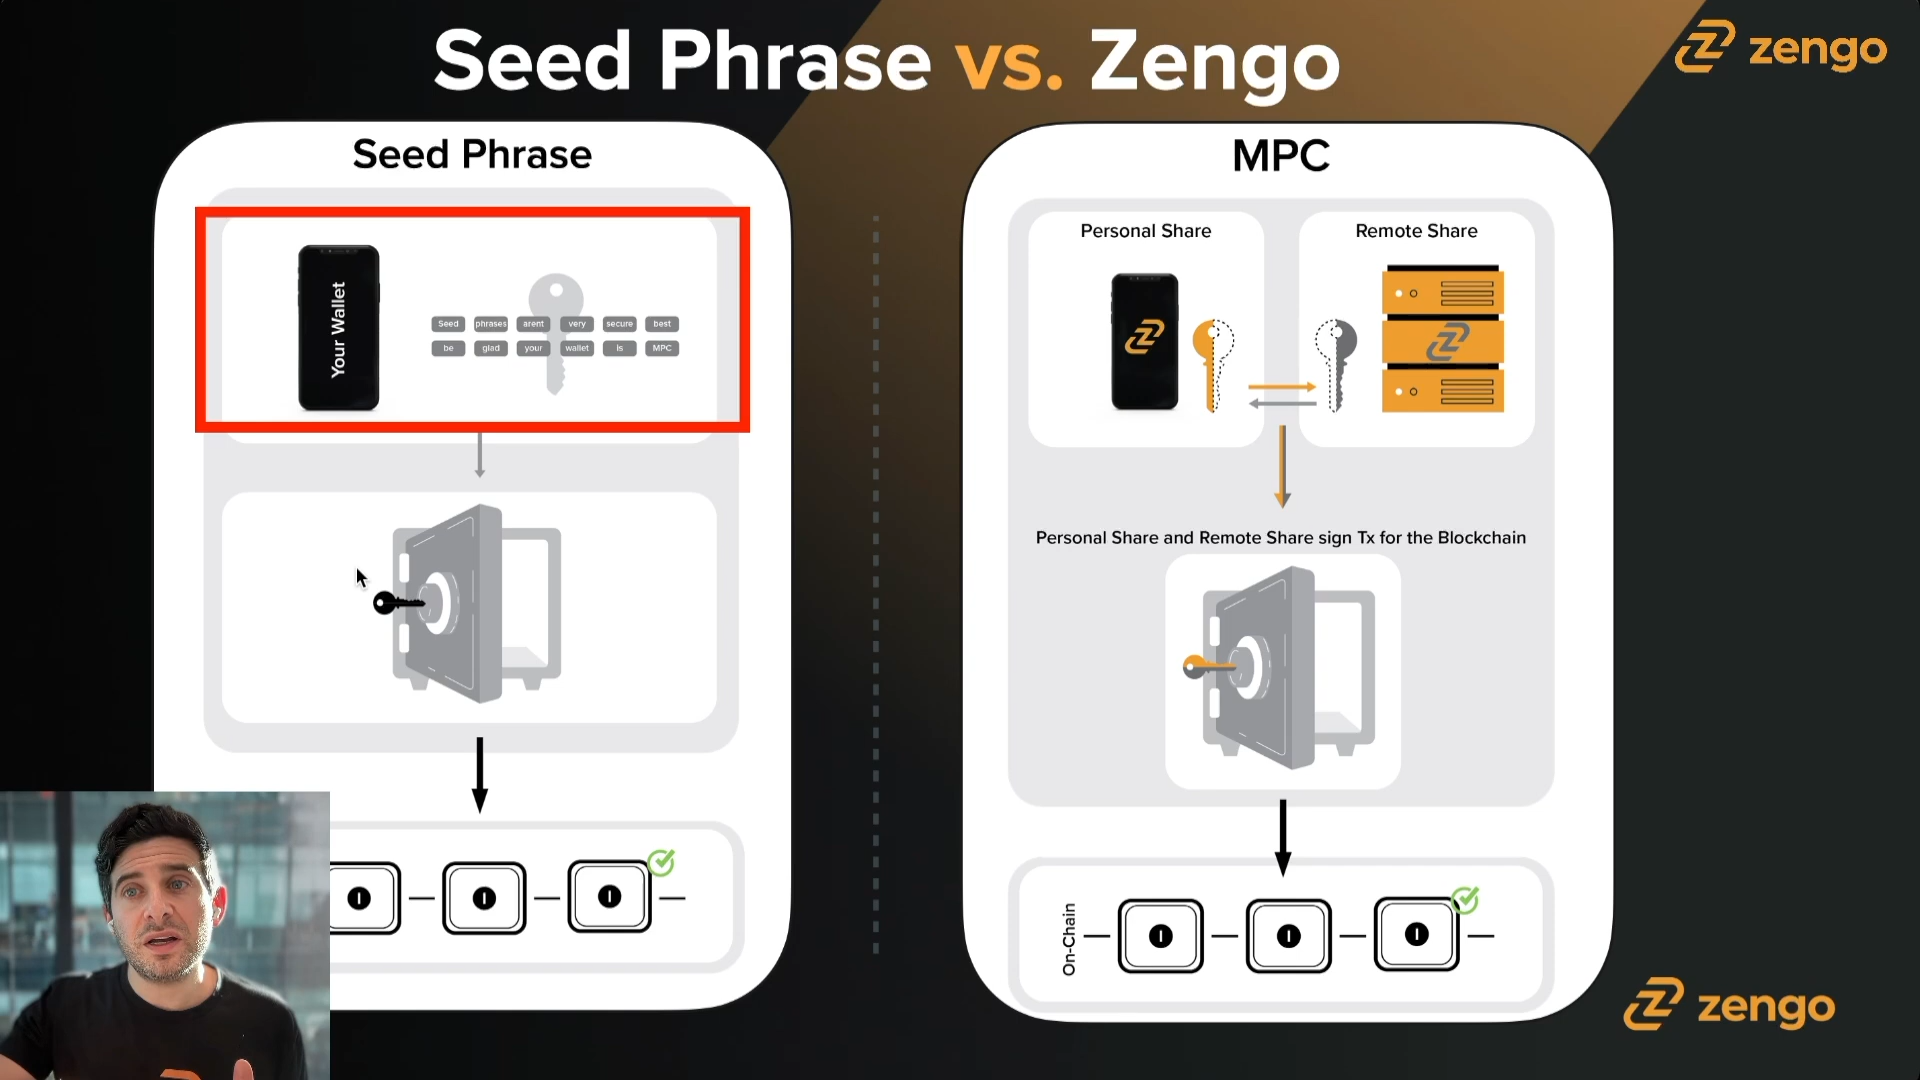 Seed Phrase vs. Zengo
zengo
Seed Phrase
Your Wallet
Seed phrases arent very secure best
be glad your wallet is MPC
MPC
Personal Share
Remote Share
Personal Share and Remote Share sign Tx for the Blockchain
On-Chain
zengo